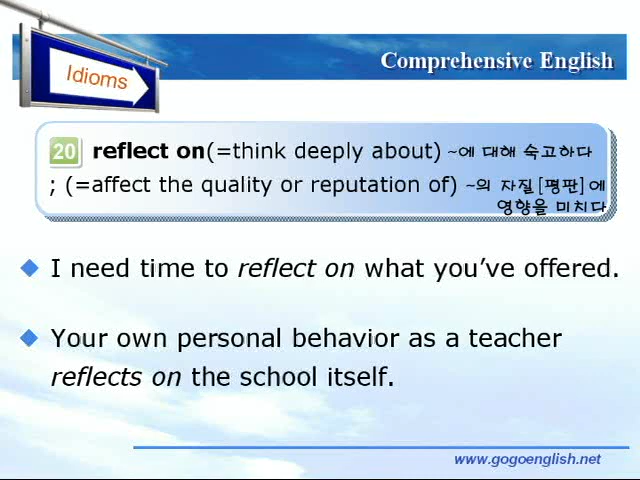 Idioms
Comprehensive English
20 reflect on(=think deeply about) ~에 대해 숙고하다
; (=affect the quality or reputation of) ~의 자질[평판]에
영향을 미치다
I need time to reflect on what you’ve offered.
Your own personal behavior as a teacher
reflects on the school itself.
www.gogoenglish.net